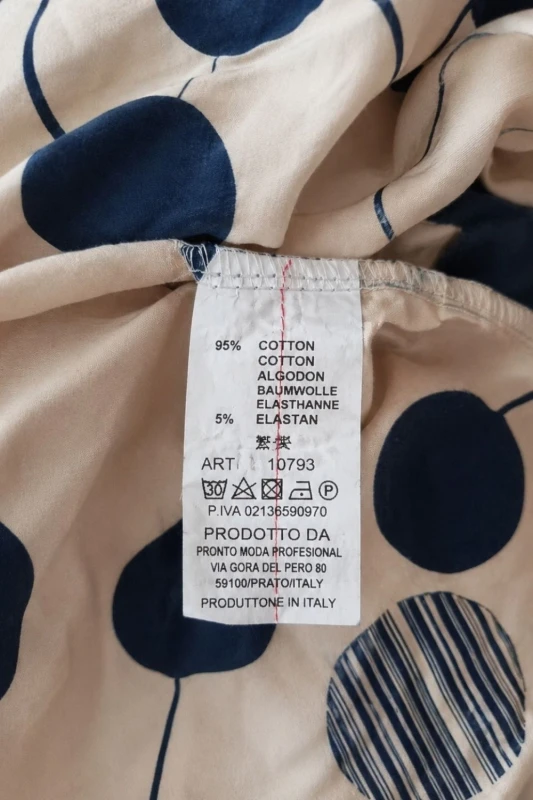 95% COTTON
COTTON
ALGODON
BAUMWOLLE
ELASTHANNE
5% ELASTAN
ART 10793
30 P
P.IVA 02136590970
PRODOTTO DA
PRONTO MODA PROFESIONAL
VIA GORA DEL PERO 80
59100/PRATO/ITALY
PRODUTTONE IN ITALY